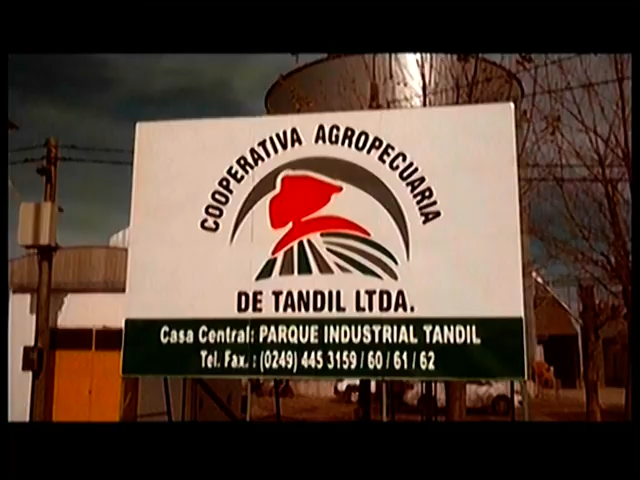 COOPERATIVA AGROPECUARIA
DE TANDIL LTDA.
Casa Central: PARQUE INDUSTRIAL TANDIL
Tel. Fax. : (0249) 445 3159 / 60 / 61 / 62